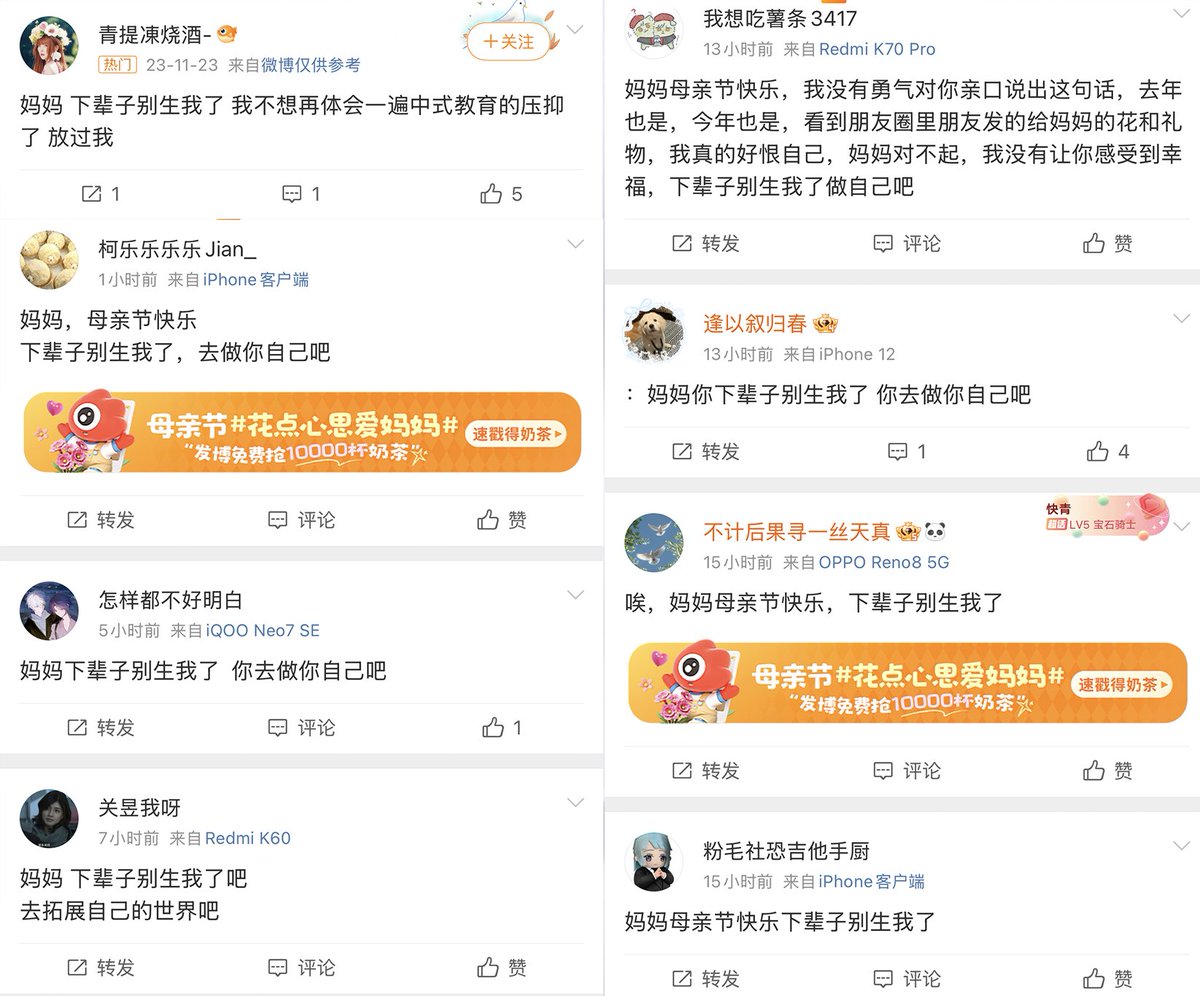 青提凍烧酒-
+关注
热门 23-11-23 来自微博仅供参考
妈妈 下辈子别生我了 我不想再体会一遍中式教育的压抑
了 放过我
1 1 5
柯乐乐乐乐Jian_
1小时前 来自iPhone客户端
妈妈，母亲节快乐
下辈子别生我了，去做你自己吧
母亲节#花点心思爱妈妈#
“发博免费抢10000杯奶茶”
速戳得奶茶
转发 评论 赞
怎样都不好明白
5小时前 来自iQOO Neo7 SE
妈妈下辈子别生我了 你去做你自己吧
转发 评论 1
关昱我呀
7小时前 来自Redmi K60
妈妈 下辈子别生我了吧
去拓展自己的世界吧
转发 评论 赞
我想吃薯条3417
13小时前 来自Redmi K70 Pro
妈妈母亲节快乐，我没有勇气对你亲口说出这句话，去年
也是，今年也是，看到朋友圈里朋友发的给妈妈的花和礼
物，我真的好恨自己，妈妈对不起，我没有让你感受到幸
福，下辈子别生我了做自己吧
转发 评论 赞
逢以叙归春
13小时前 来自iPhone 12
：妈妈你下辈子别生我了 你去做你自己吧
转发 1 4
不计后果寻一丝天真
快青
超话 LV5 宝石骑士
15小时前 来自OPPO Reno8 5G
唉，妈妈母亲节快乐，下辈子别生我了
母亲节#花点心思爱妈妈#
“发博免费抢10000杯奶茶”
速戳得奶茶
转发 评论 赞
粉毛社恐吉他手厨
15小时前 来自iPhone客户端
妈妈母亲节快乐下辈子别生我了
转发 评论 赞